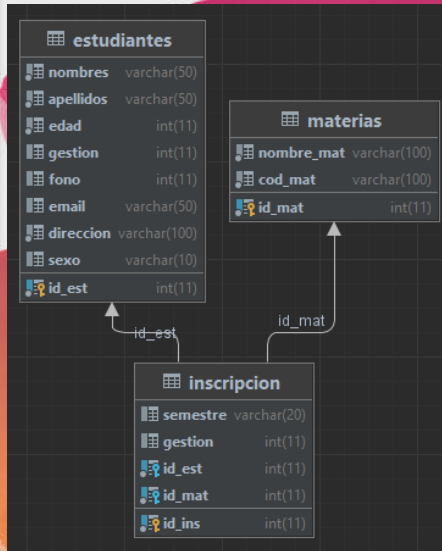 estudiantes
nombres varchar(50)
apellidos varchar(50)
edad int(11)
gestion int(11)
fono int(11)
email varchar(50)
direccion varchar(100)
sexo varchar(10)
id_est int(11)
materias
nombre_mat varchar(100)
cod_mat varchar(100)
id_mat int(11)
id_est
id_mat
inscripcion
semestre varchar(20)
gestion int(11)
id_est int(11)
id_mat int(11)
id_ins int(11)